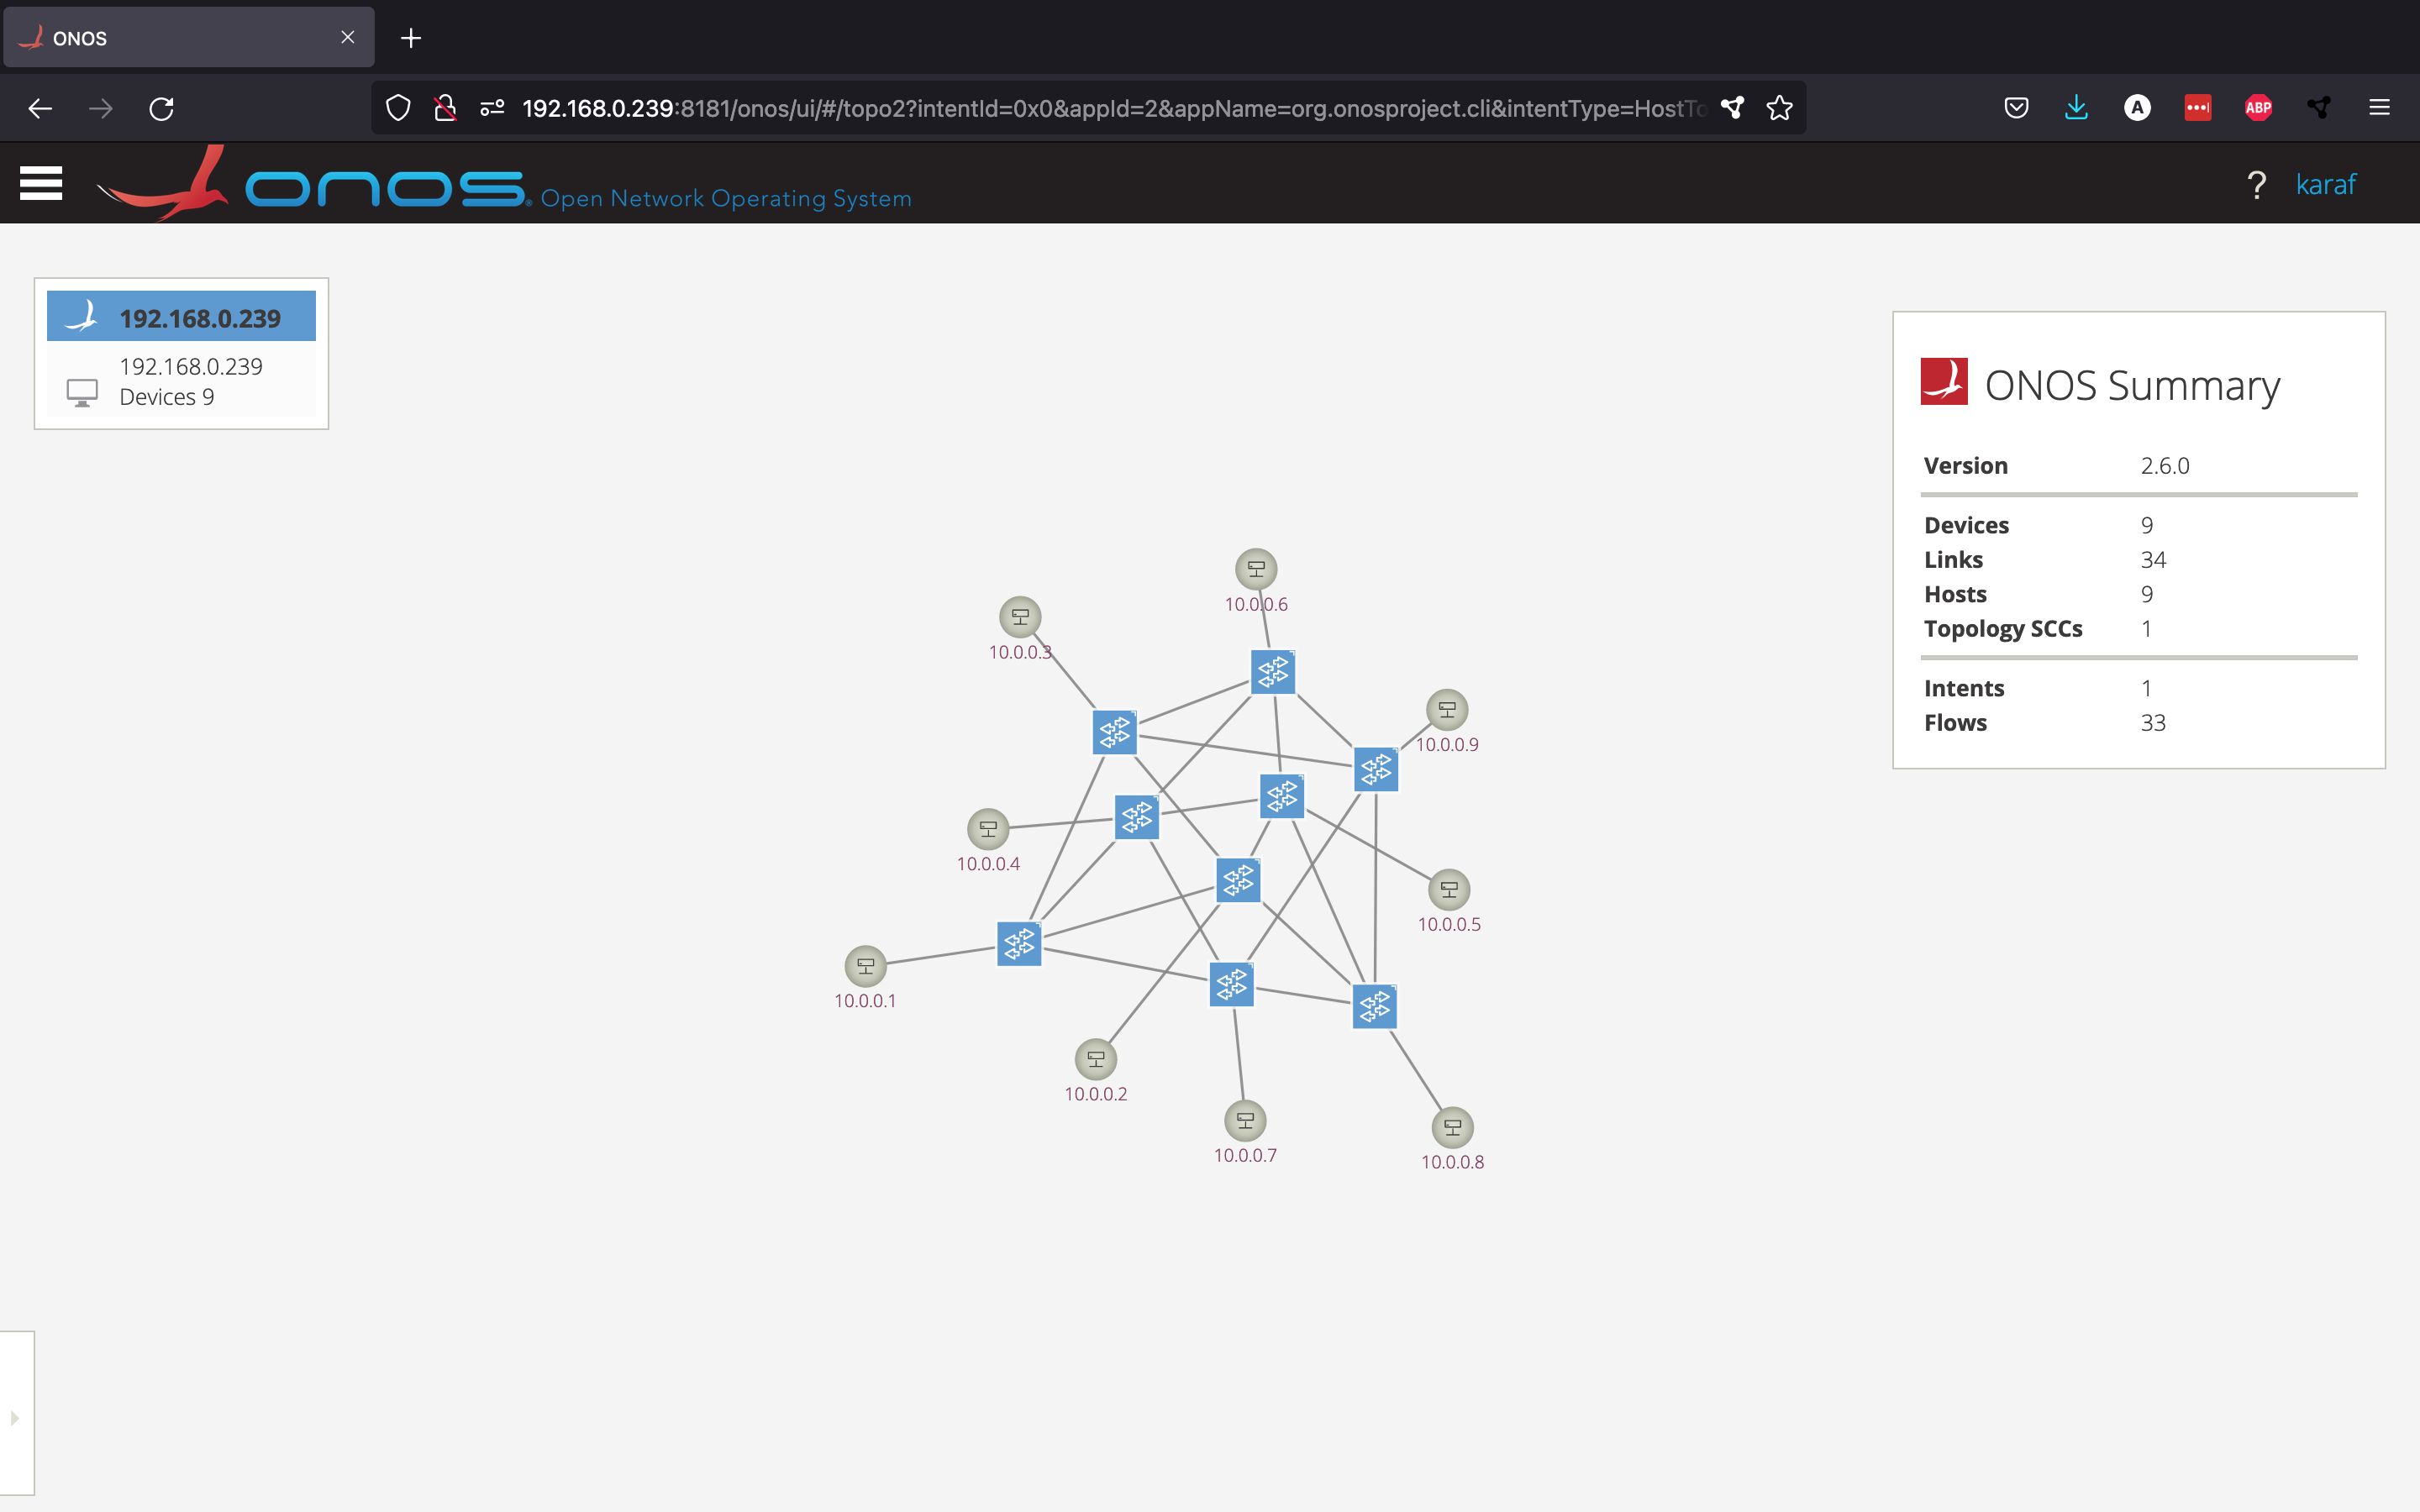 ONOS
192.168.0.239:8181/onos/ui/#/topo2?intentId=0x0&appId=2&appName=org.onosproject.cli&intentType=HostTo
A
ABP
onos® Open Network Operating System
? karaf
192.168.0.239
192.168.0.239
Devices 9
ONOS Summary
Version 2.6.0
Devices 9
Links 34
Hosts 9
Topology SCCs 1
Intents 1
Flows 33
10.0.0.6
10.0.0.3
10.0.0.9
10.0.0.4
10.0.0.5
10.0.0.1
10.0.0.2
10.0.0.7
10.0.0.8